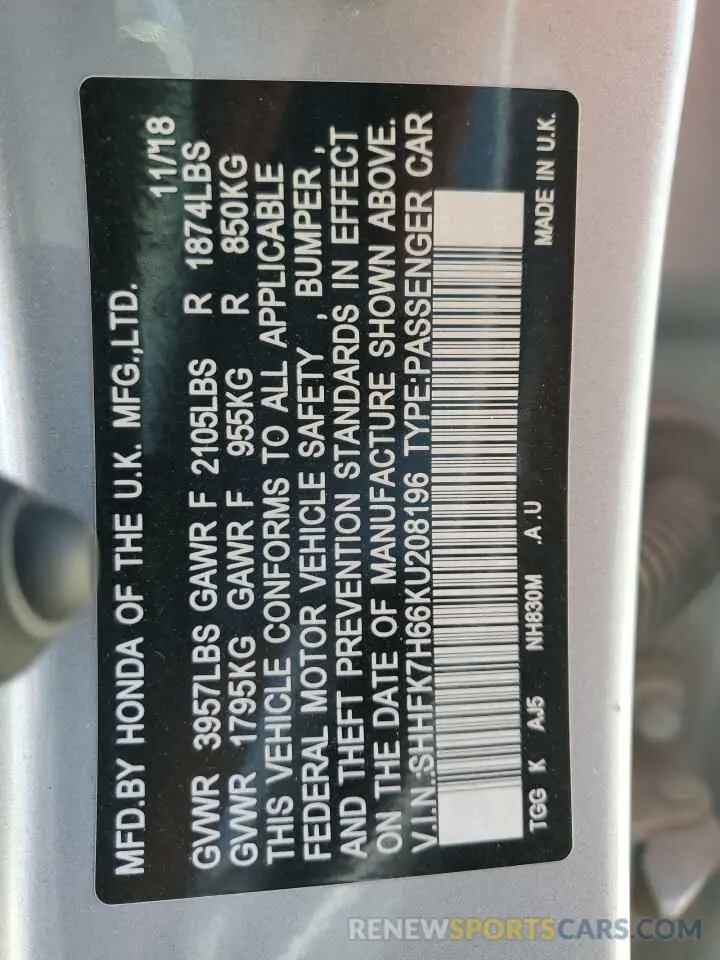 MFD.BY HONDA OF THE U.K. MFG.,LTD. 11/18
GVWR 3957LBS GAWR F 2105LBS R 1874LBS
GVWR 1795KG GAWR F 955KG R 850KG
THIS VEHICLE CONFORMS TO ALL APPLICABLE
FEDERAL MOTOR VEHICLE SAFETY , BUMPER ,
AND THEFT PREVENTION STANDARDS IN EFFECT
ON THE DATE OF MANUFACTURE SHOWN ABOVE.
V.I.N.:SHHFK7H66KU208196 TYPE:PASSENGER CAR
TGG K AJ5 NH830M .A.U MADE IN U.K.
RENEWSPORTSCARS.COM